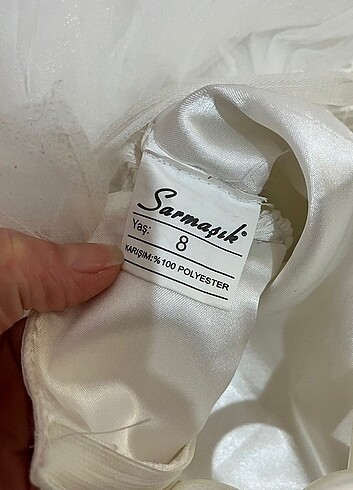 Sarmaşık®
Yaş: 8
KARIŞIM:%100 POLYESTER